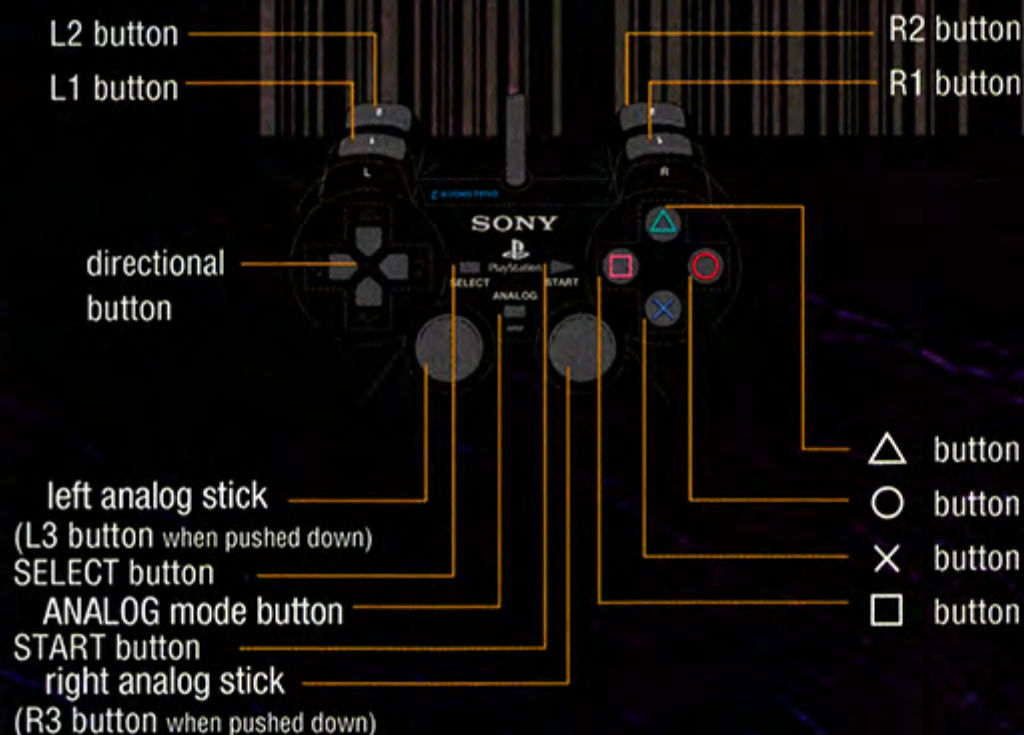 L2 button
L1 button
R2 button
R1 button
L
R
SONY
PlayStation
SELECT
START
ANALOG
directional
button
left analog stick
(L3 button when pushed down)
SELECT button
ANALOG mode button
START button
right analog stick
(R3 button when pushed down)
△ button
○ button
✕ button
□ button